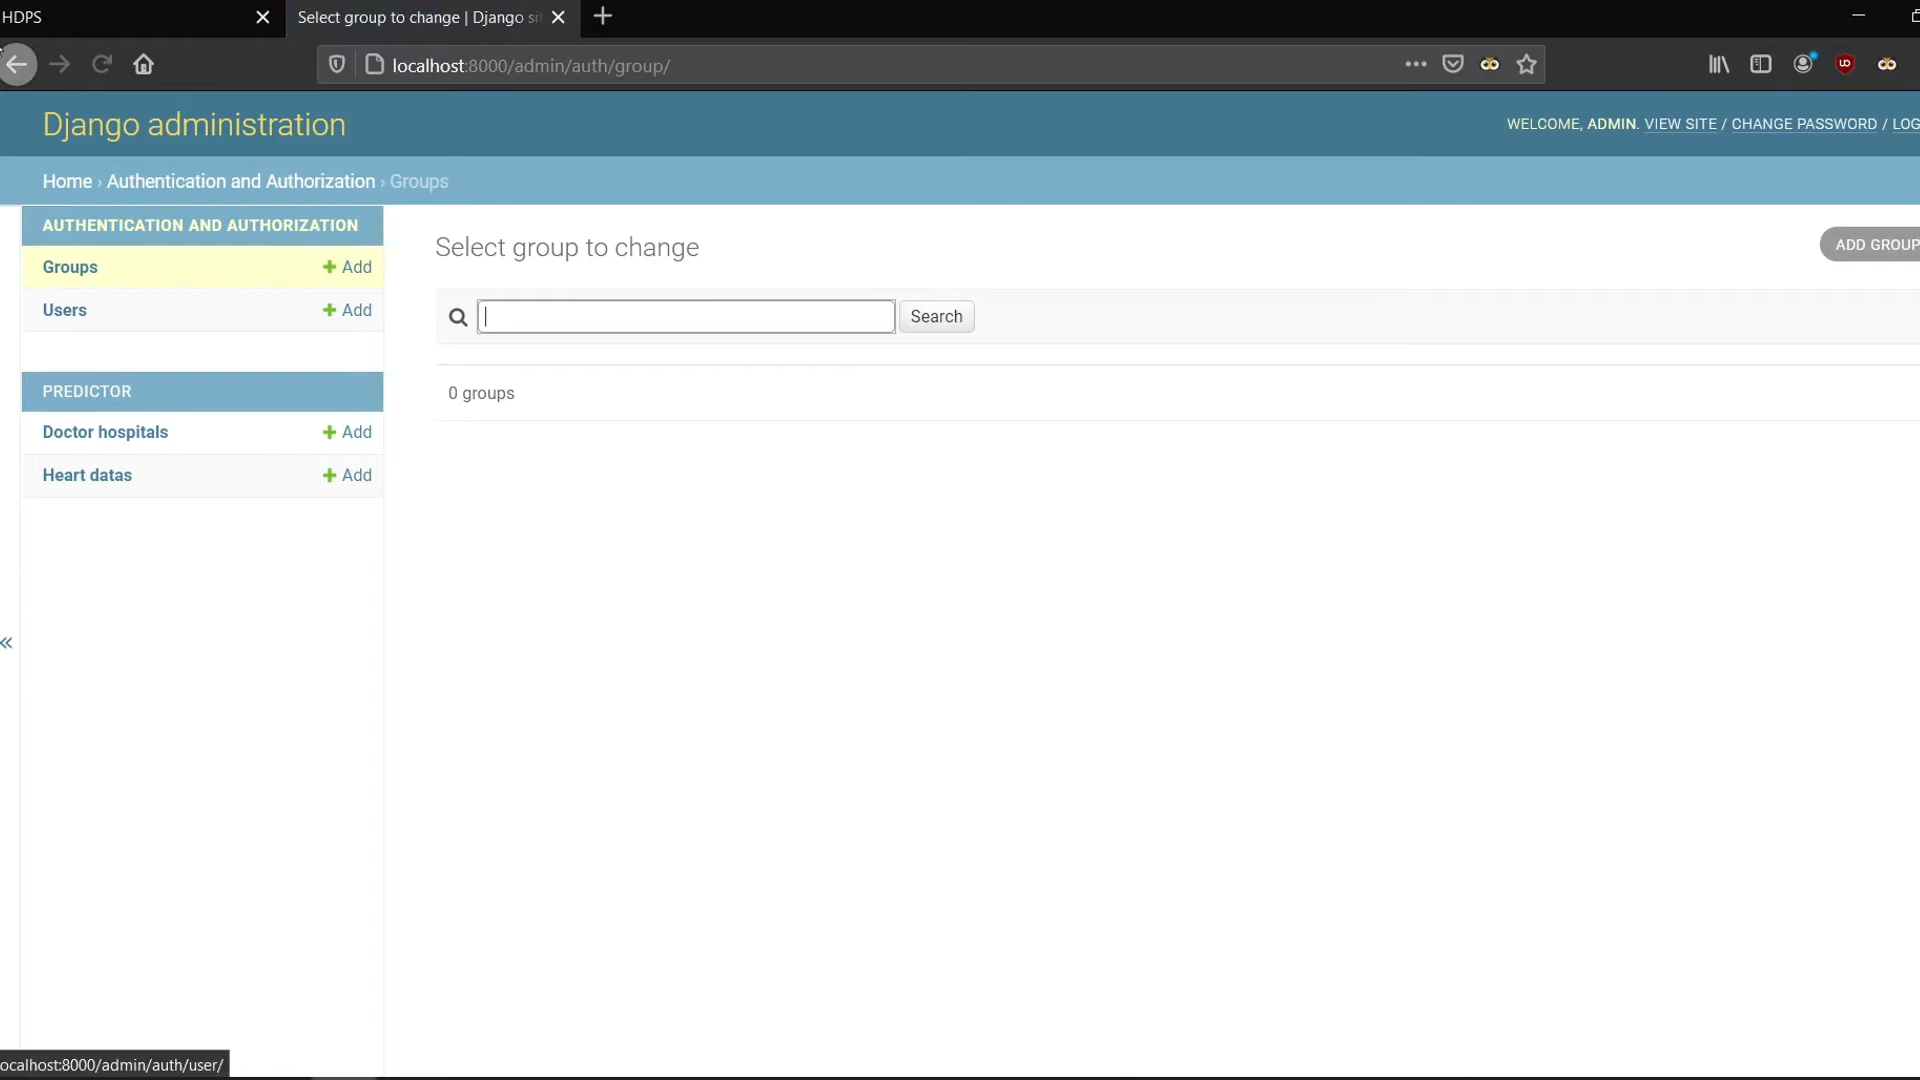 HDPS
Select group to change | Django si
localhost:8000/admin/auth/group/
Django administration
WELCOME, ADMIN. VIEW SITE / CHANGE PASSWORD / LOG
Home › Authentication and Authorization › Groups
AUTHENTICATION AND AUTHORIZATION
Groups + Add
Users + Add
PREDICTOR
Doctor hospitals + Add
Heart datas + Add
«
Select group to change
ADD GROUP
Search
0 groups
ocalhost:8000/admin/auth/user/